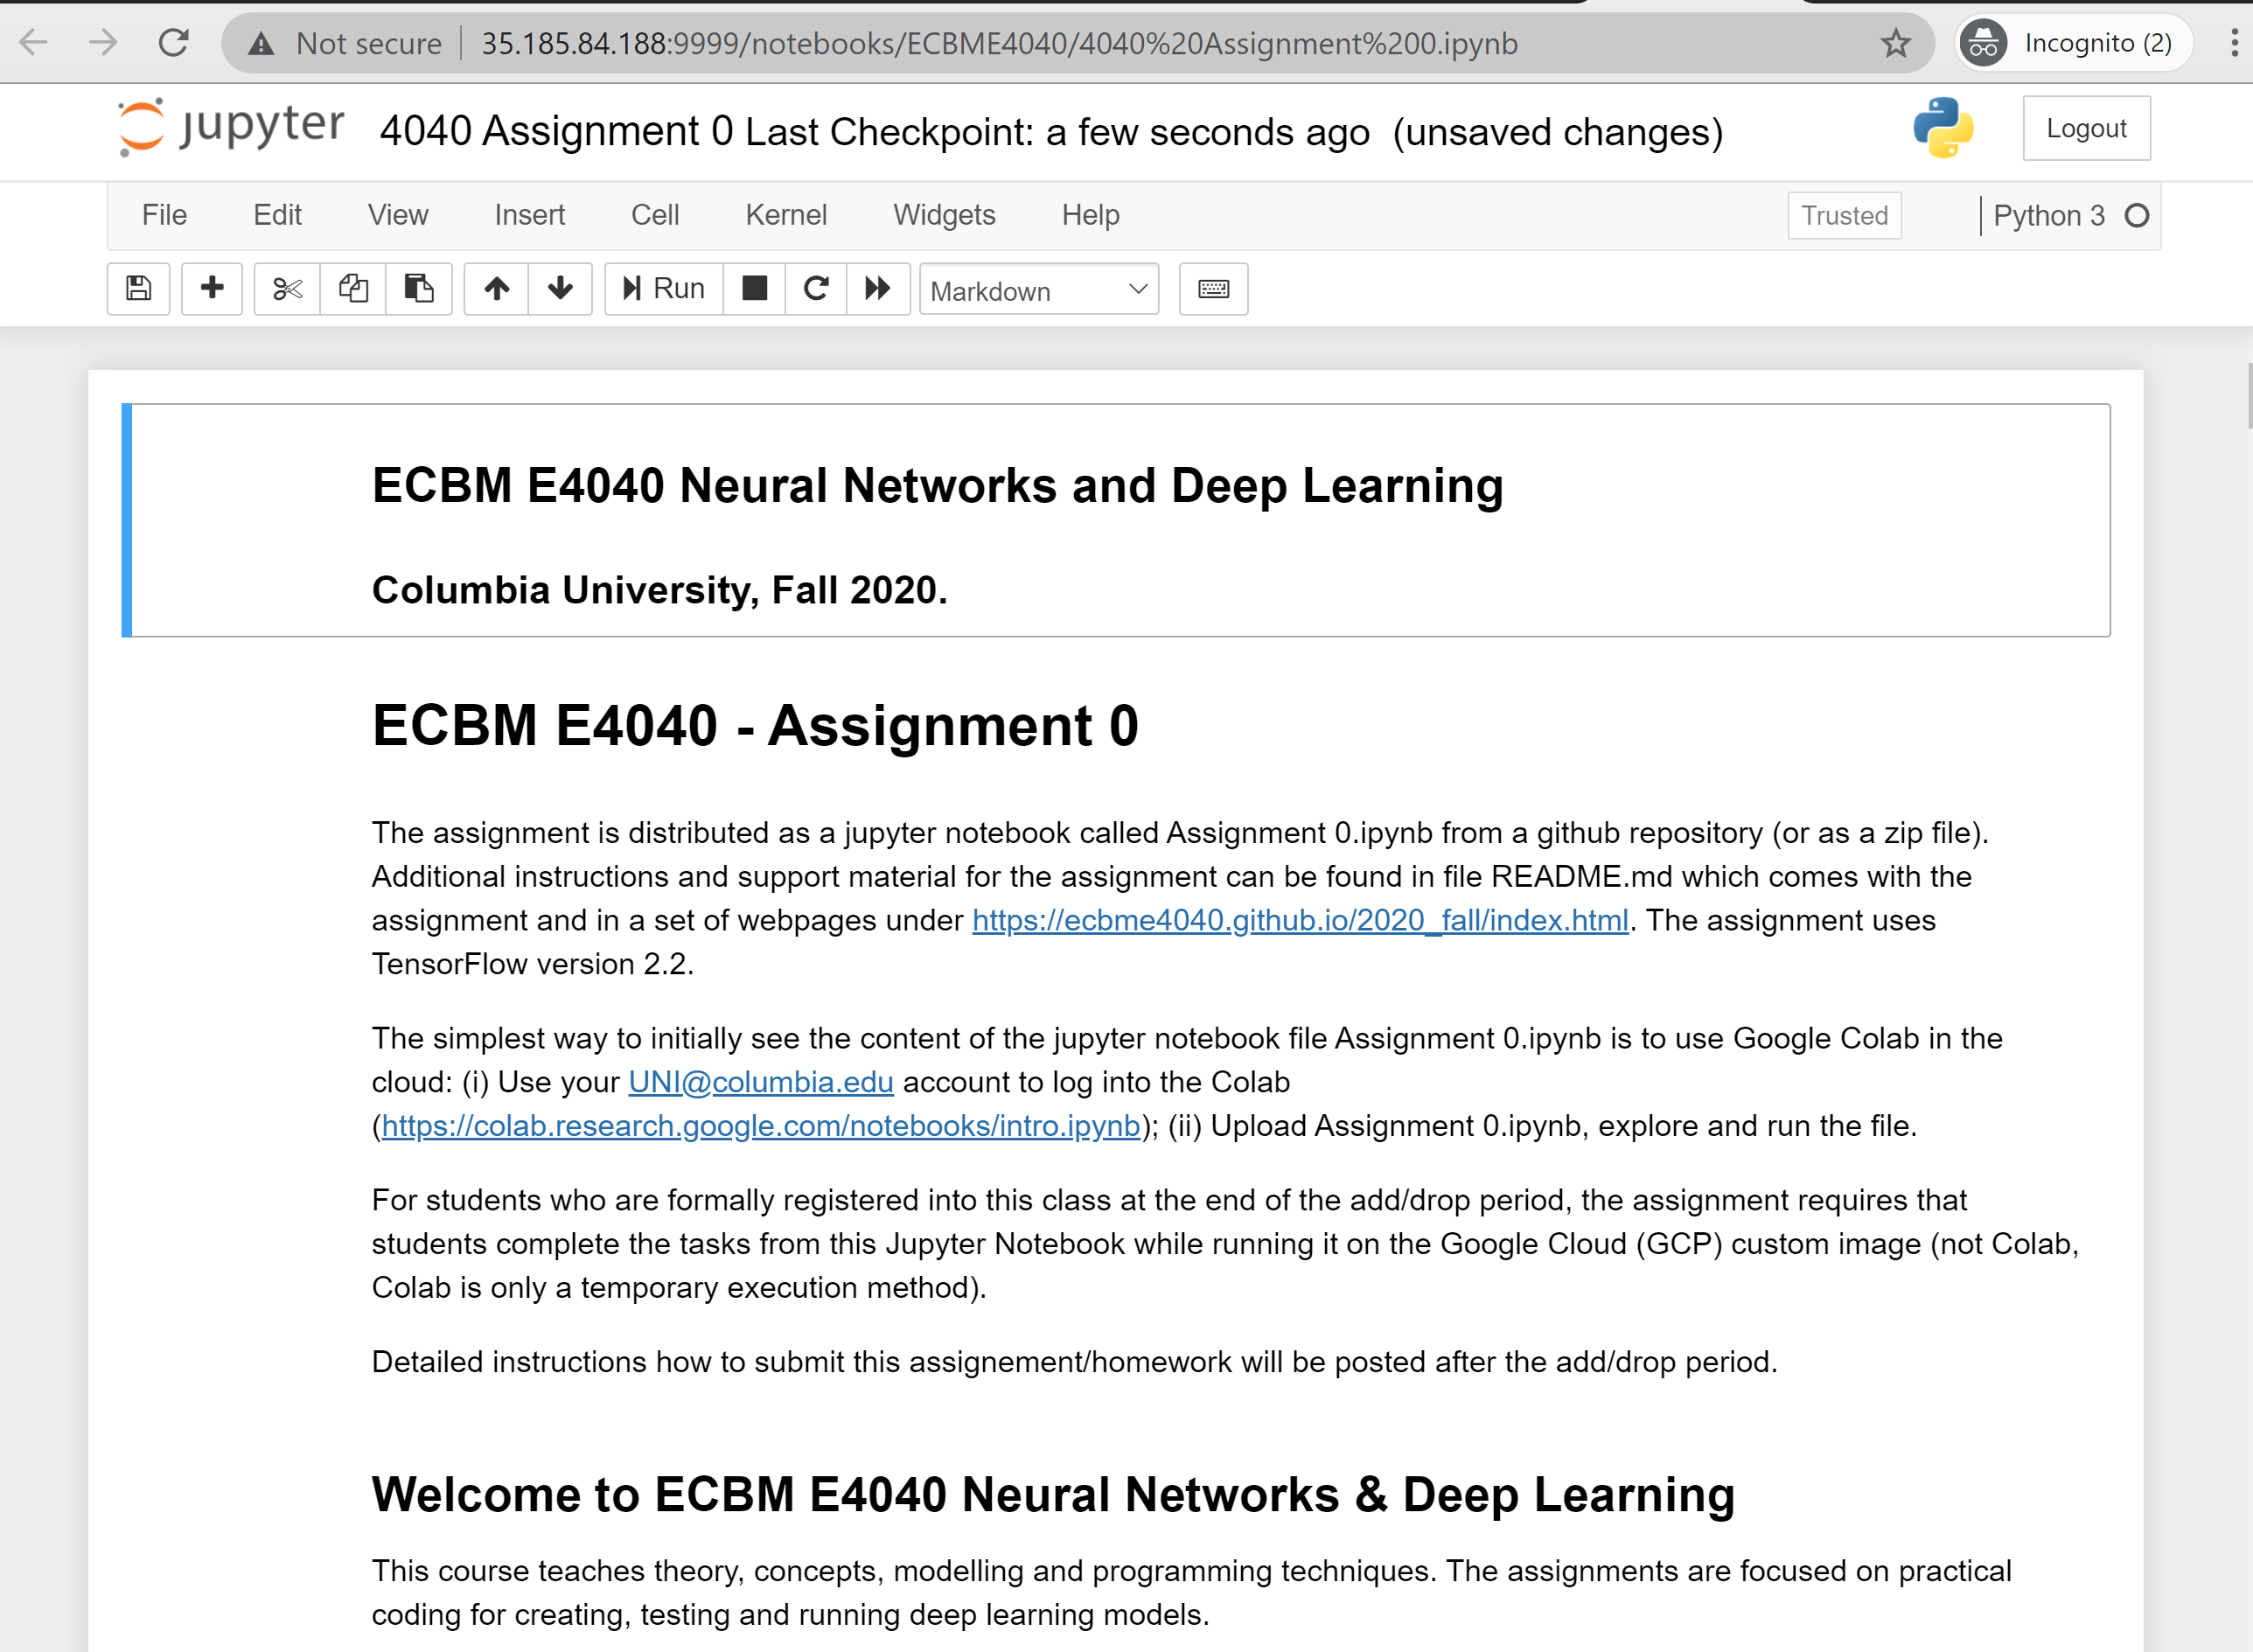 Not secure | 35.185.84.188:9999/notebooks/ECBME4040/4040%20Assignment%200.ipynb
Incognito (2)
jupyter 4040 Assignment 0 Last Checkpoint: a few seconds ago (unsaved changes)
Logout
File Edit View Insert Cell Kernel Widgets Help
Trusted
Python 3
Run
Markdown
ECBM E4040 Neural Networks and Deep Learning
Columbia University, Fall 2020.
ECBM E4040 - Assignment 0
The assignment is distributed as a jupyter notebook called Assignment 0.ipynb from a github repository (or as a zip file).
Additional instructions and support material for the assignment can be found in file README.md which comes with the
assignment and in a set of webpages under https://ecbme4040.github.io/2020_fall/index.html. The assignment uses
TensorFlow version 2.2.
The simplest way to initially see the content of the jupyter notebook file Assignment 0.ipynb is to use Google Colab in the
cloud: (i) Use your UNI@columbia.edu account to log into the Colab
(https://colab.research.google.com/notebooks/intro.ipynb); (ii) Upload Assignment 0.ipynb, explore and run the file.
For students who are formally registered into this class at the end of the add/drop period, the assignment requires that
students complete the tasks from this Jupyter Notebook while running it on the Google Cloud (GCP) custom image (not Colab,
Colab is only a temporary execution method).
Detailed instructions how to submit this assignement/homework will be posted after the add/drop period.
Welcome to ECBM E4040 Neural Networks & Deep Learning
This course teaches theory, concepts, modelling and programming techniques. The assignments are focused on practical
coding for creating, testing and running deep learning models.